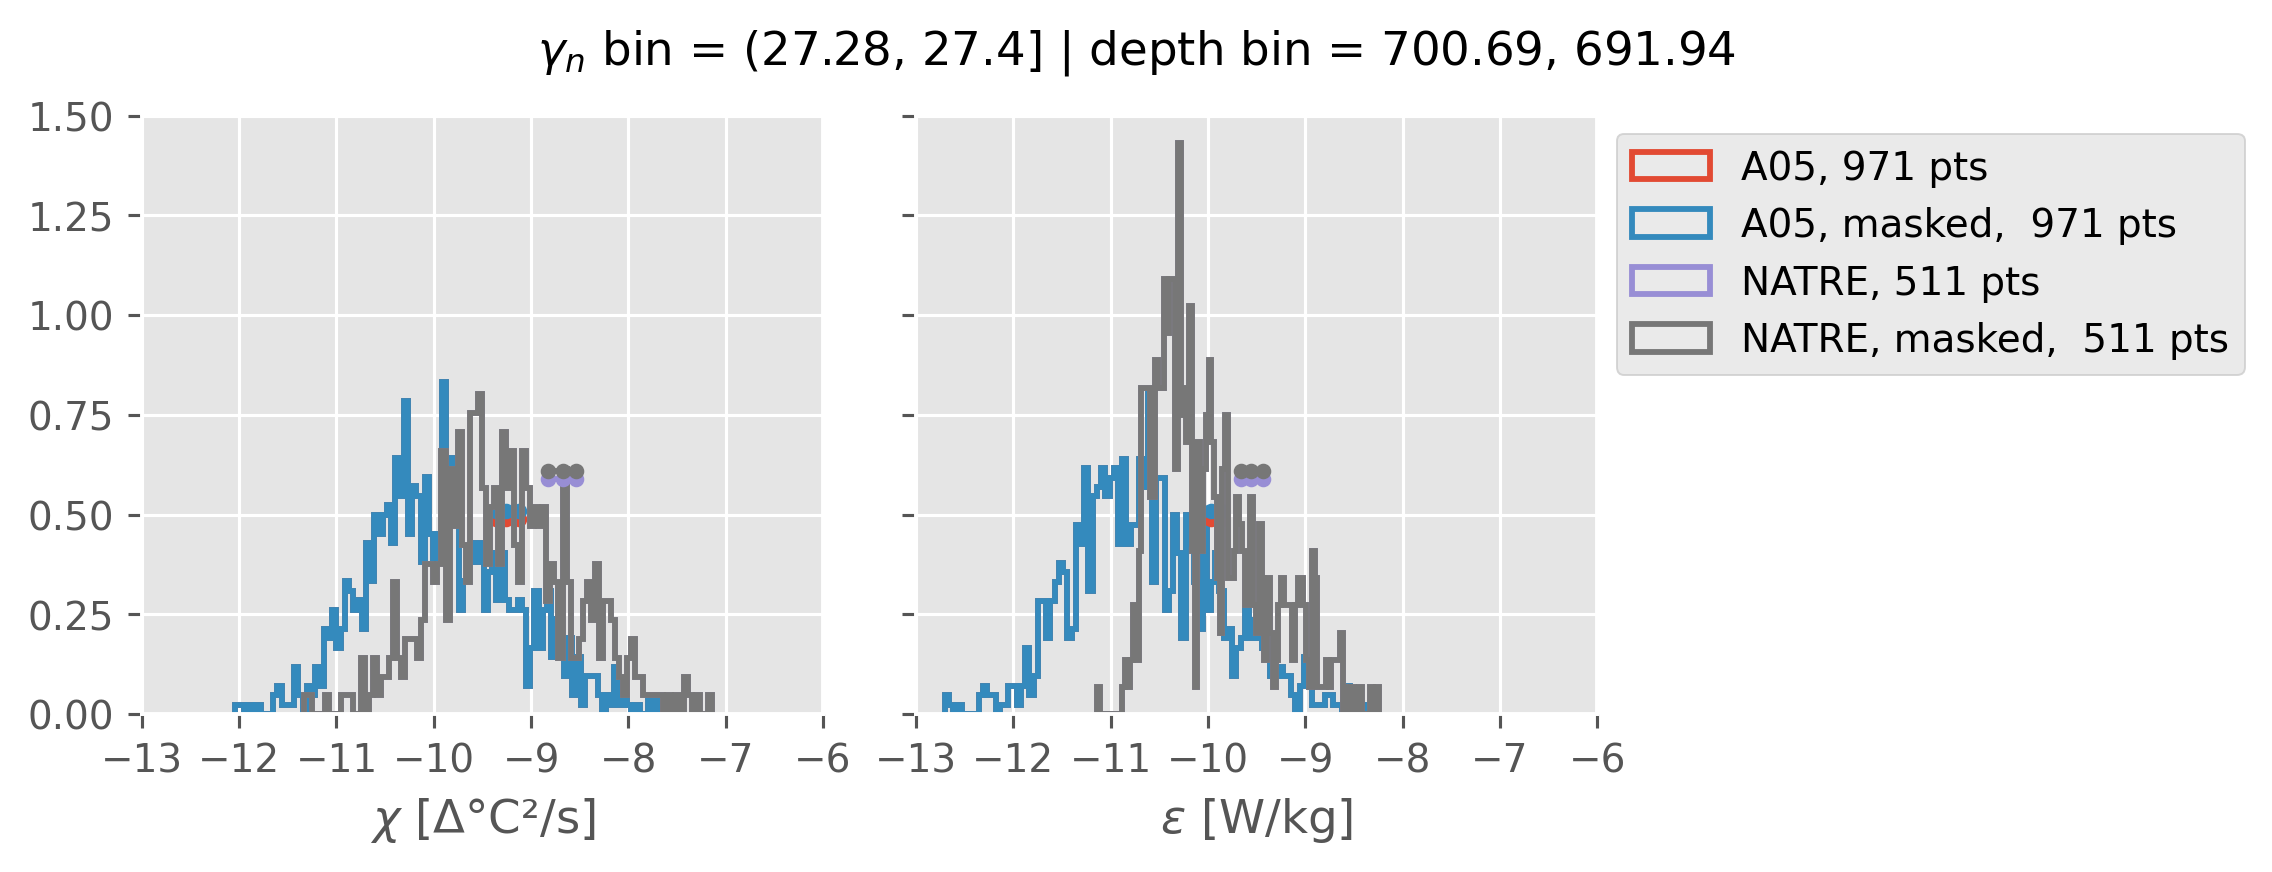 γn bin = (27.28, 27.4] | depth bin = 700.69, 691.94
1.50
1.25
1.00
0.75
0.50
0.25
0.00
−13 −12 −11 −10 −9 −8 −7 −6
χ [Δ°C²/s]
−13 −12 −11 −10 −9 −8 −7 −6
ε [W/kg]
A05, 971 pts
A05, masked,  971 pts
NATRE, 511 pts
NATRE, masked,  511 pts